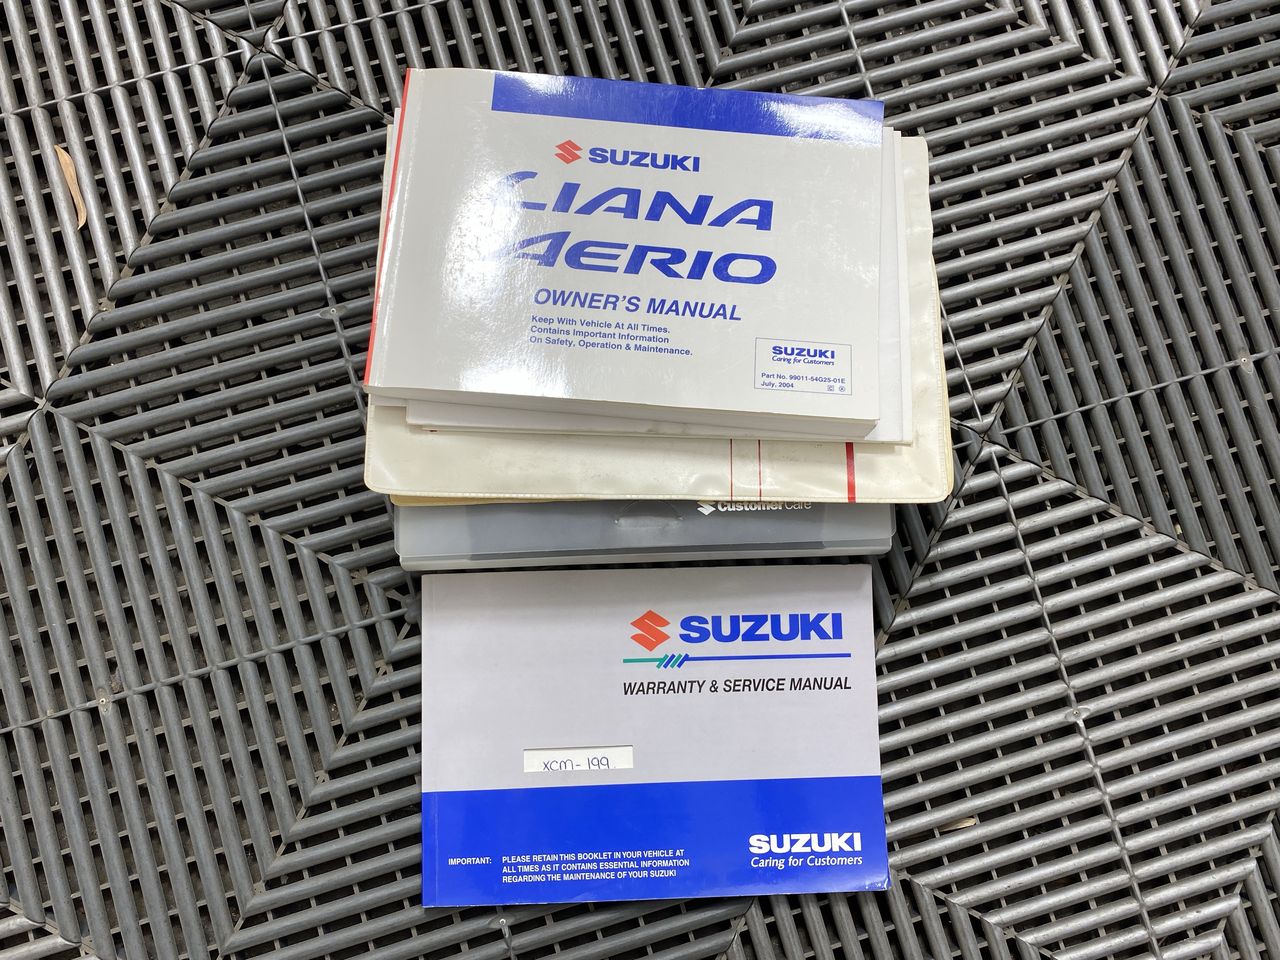 SUZUKI
LIANA
AERIO
OWNER'S MANUAL
Keep With Vehicle At All Times.
Contains Important Information
On Safety, Operation & Maintenance.
SUZUKI
Caring for Customers
Part No. 99011-54G25-01E
July, 2004
Customer Care
SUZUKI
WARRANTY & SERVICE MANUAL
XCM-199.
IMPORTANT: PLEASE RETAIN THIS BOOKLET IN YOUR VEHICLE AT
ALL TIMES AS IT CONTAINS ESSENTIAL INFORMATION
REGARDING THE MAINTENANCE OF YOUR SUZUKI
SUZUKI
Caring for Customers